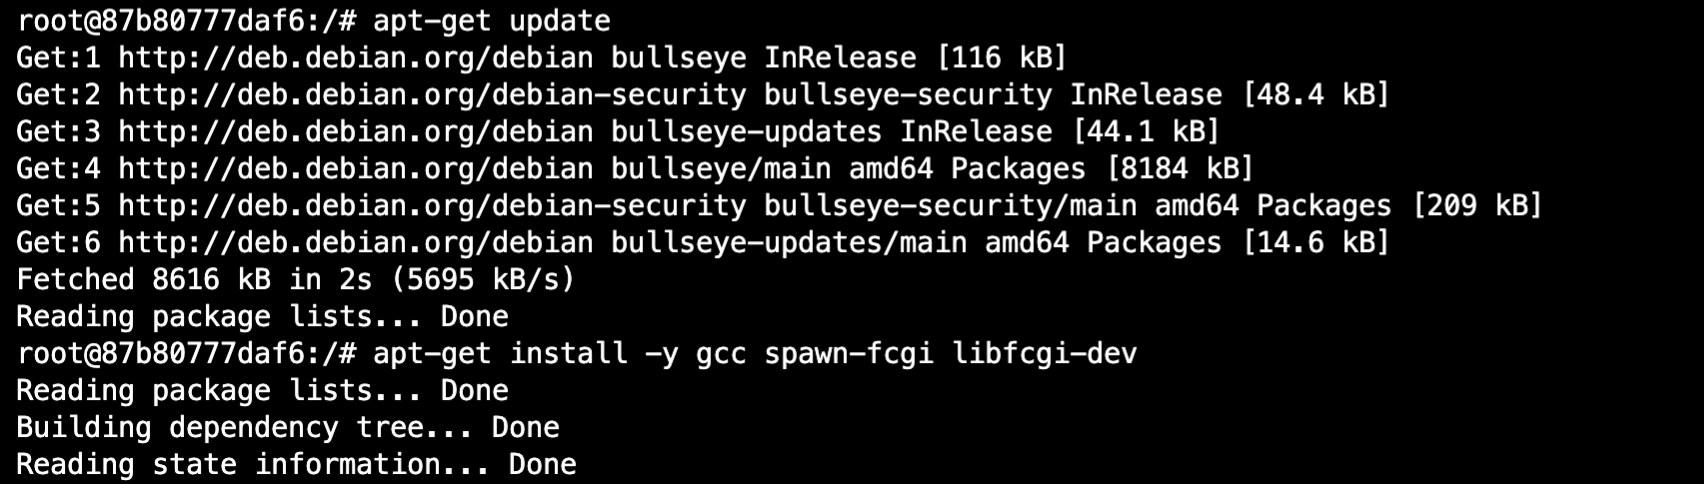 root@87b80777daf6:/# apt-get update
Get:1 http://deb.debian.org/debian bullseye InRelease [116 kB]
Get:2 http://deb.debian.org/debian-security bullseye-security InRelease [48.4 kB]
Get:3 http://deb.debian.org/debian bullseye-updates InRelease [44.1 kB]
Get:4 http://deb.debian.org/debian bullseye/main amd64 Packages [8184 kB]
Get:5 http://deb.debian.org/debian-security bullseye-security/main amd64 Packages [209 kB]
Get:6 http://deb.debian.org/debian bullseye-updates/main amd64 Packages [14.6 kB]
Fetched 8616 kB in 2s (5695 kB/s)
Reading package lists... Done
root@87b80777daf6:/# apt-get install -y gcc spawn-fcgi libfcgi-dev
Reading package lists... Done
Building dependency tree... Done
Reading state information... Done